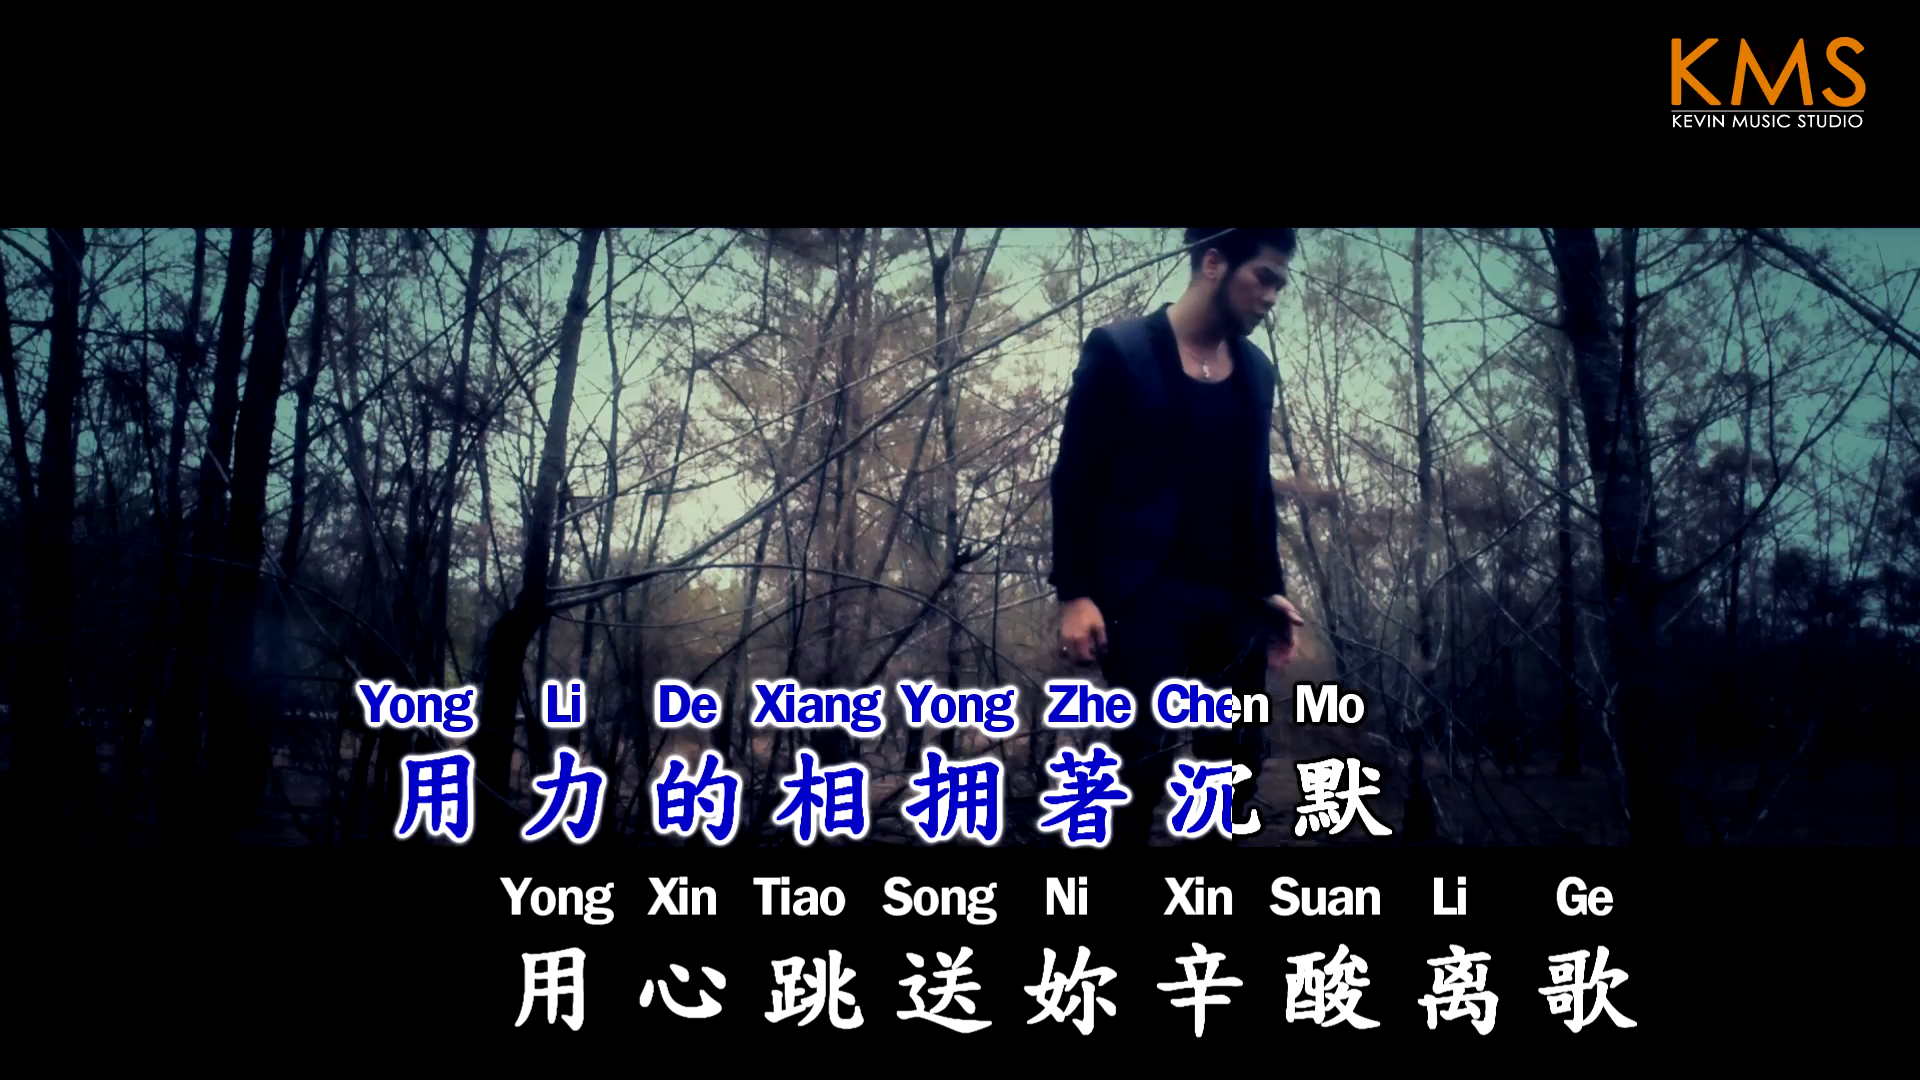 KMS
KEVIN MUSIC STUDIO
Yong Li De Xiang Yong Zhe Chen Mo
用力的相拥著沉默
Yong Xin Tiao Song Ni Xin Suan Li Ge
用心跳送妳辛酸离歌